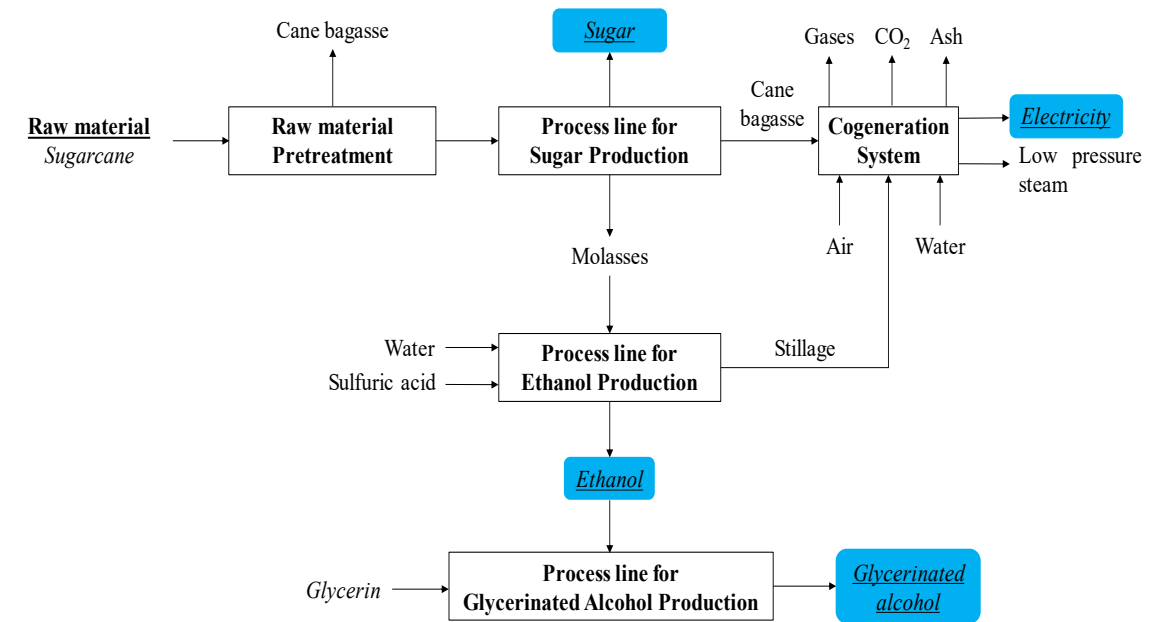 Cane bagasse
Sugar
Gases
CO₂
Ash
Raw material
Sugarcane
Raw material
Pretreatment
Process line for
Sugar Production
Cane
bagasse
Cogeneration
System
Electricity
Low pressure
steam
Air
Water
Molasses
Water
Sulfuric acid
Process line for
Ethanol Production
Stillage
Ethanol
Glycerin
Process line for
Glycerinated Alcohol Production
Glycerinated
alcohol